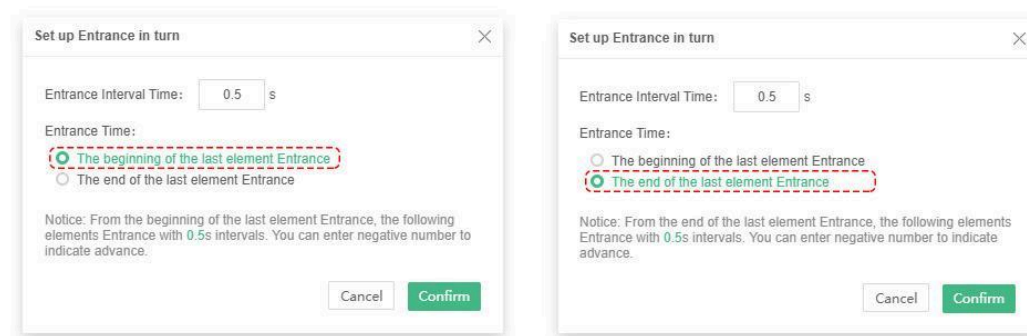 Set up Entrance in turn
Entrance Interval Time: 0.5 s
Entrance Time:
The beginning of the last element Entrance
The end of the last element Entrance
Notice: From the beginning of the last element Entrance, the following
elements Entrance with 0.5s intervals. You can enter negative number to
indicate advance.
Cancel Confirm
Set up Entrance in turn
Entrance Interval Time: 0.5 s
Entrance Time:
The beginning of the last element Entrance
The end of the last element Entrance
Notice: From the end of the last element Entrance, the following elements
Entrance with 0.5s intervals. You can enter negative number to indicate
advance.
Cancel Confirm